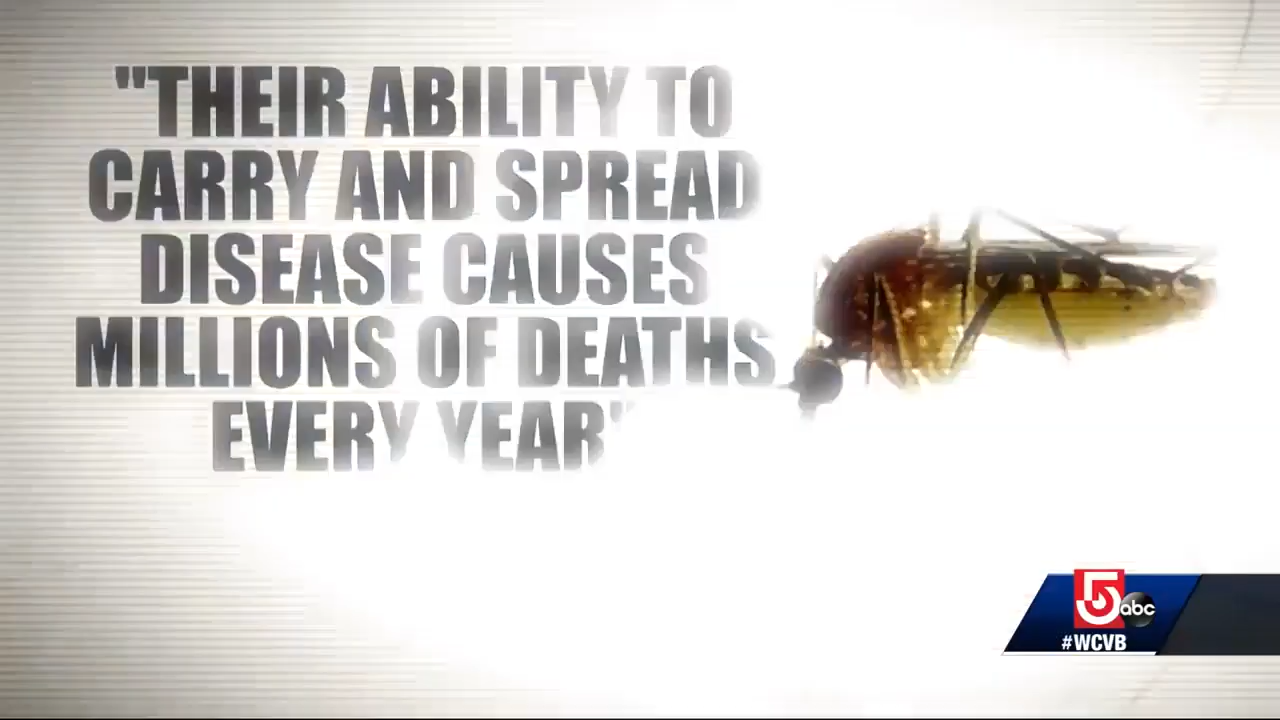 "THEIR ABILITY TO
CARRY AND SPREAD
DISEASE CAUSES
MILLIONS OF DEATHS
EVERY YEAR"
5 abc
#WCVB